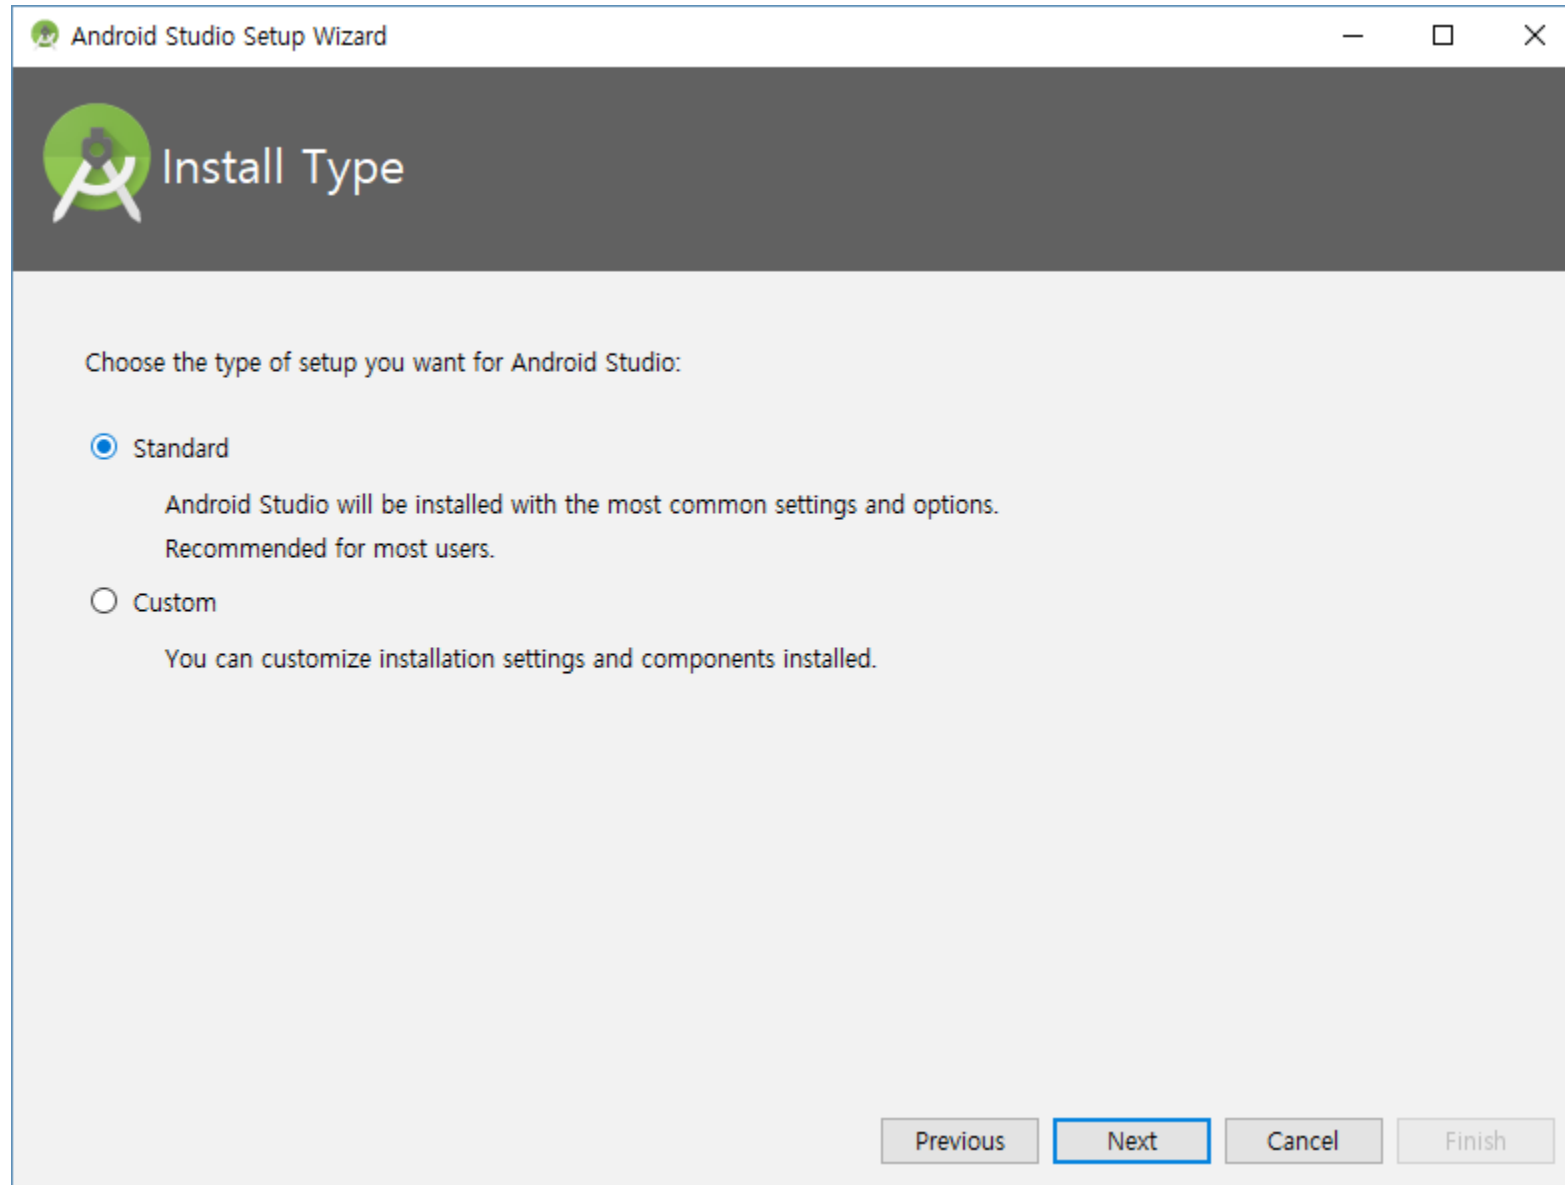 Android Studio Setup Wizard
Install Type
Choose the type of setup you want for Android Studio:
Standard
Android Studio will be installed with the most common settings and options.
Recommended for most users.
Custom
You can customize installation settings and components installed.
Previous Next Cancel Finish